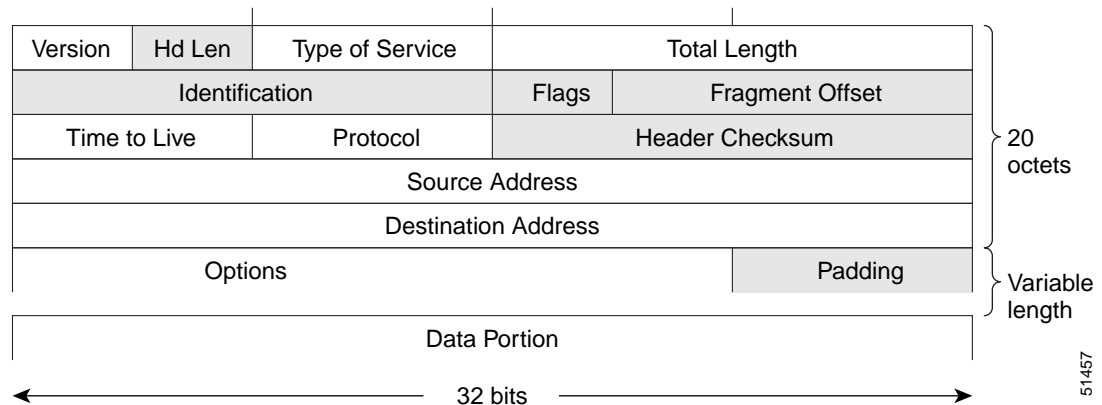 Version Hd Len Type of Service Total Length
Identification Flags Fragment Offset
Time to Live Protocol Header Checksum
20
octets
Source Address
Destination Address
Options Padding
Variable
length
Data Portion
32 bits
51457